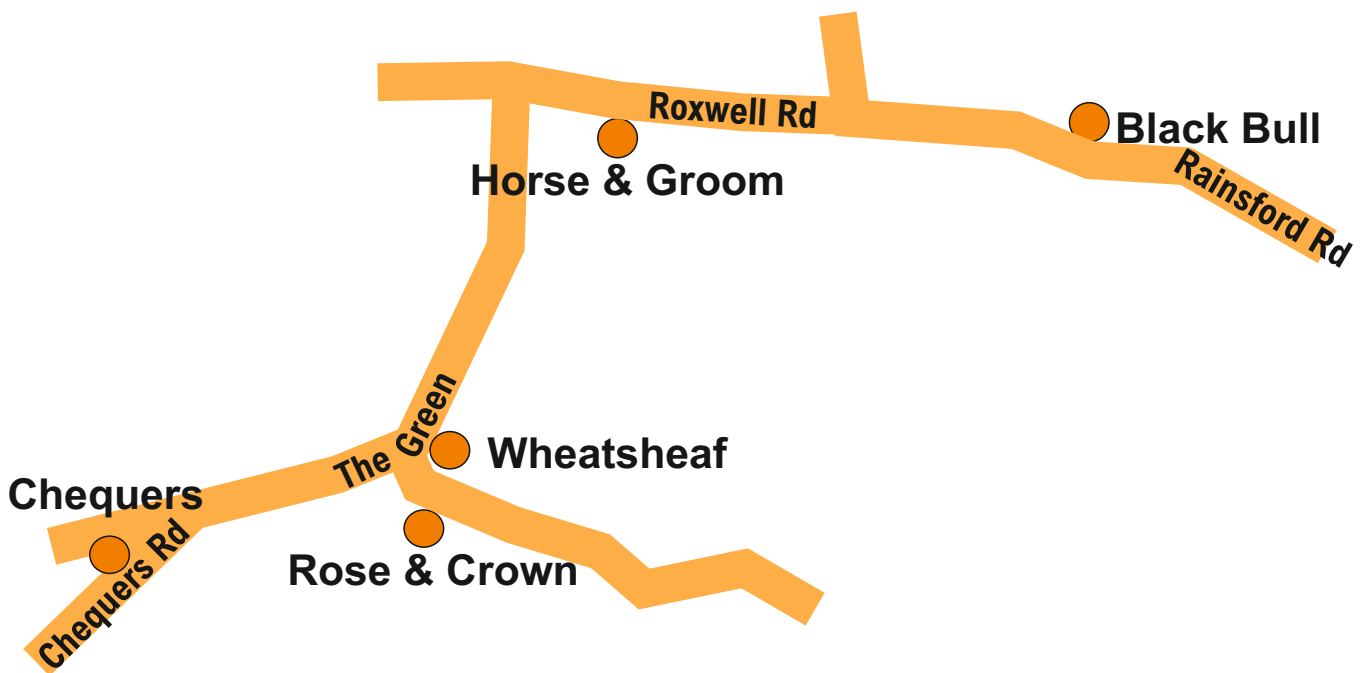 Roxwell Rd
Black Bull
Horse & Groom
Rainsford Rd
The Green
Wheatsheaf
Chequers
Chequers Rd
Rose & Crown